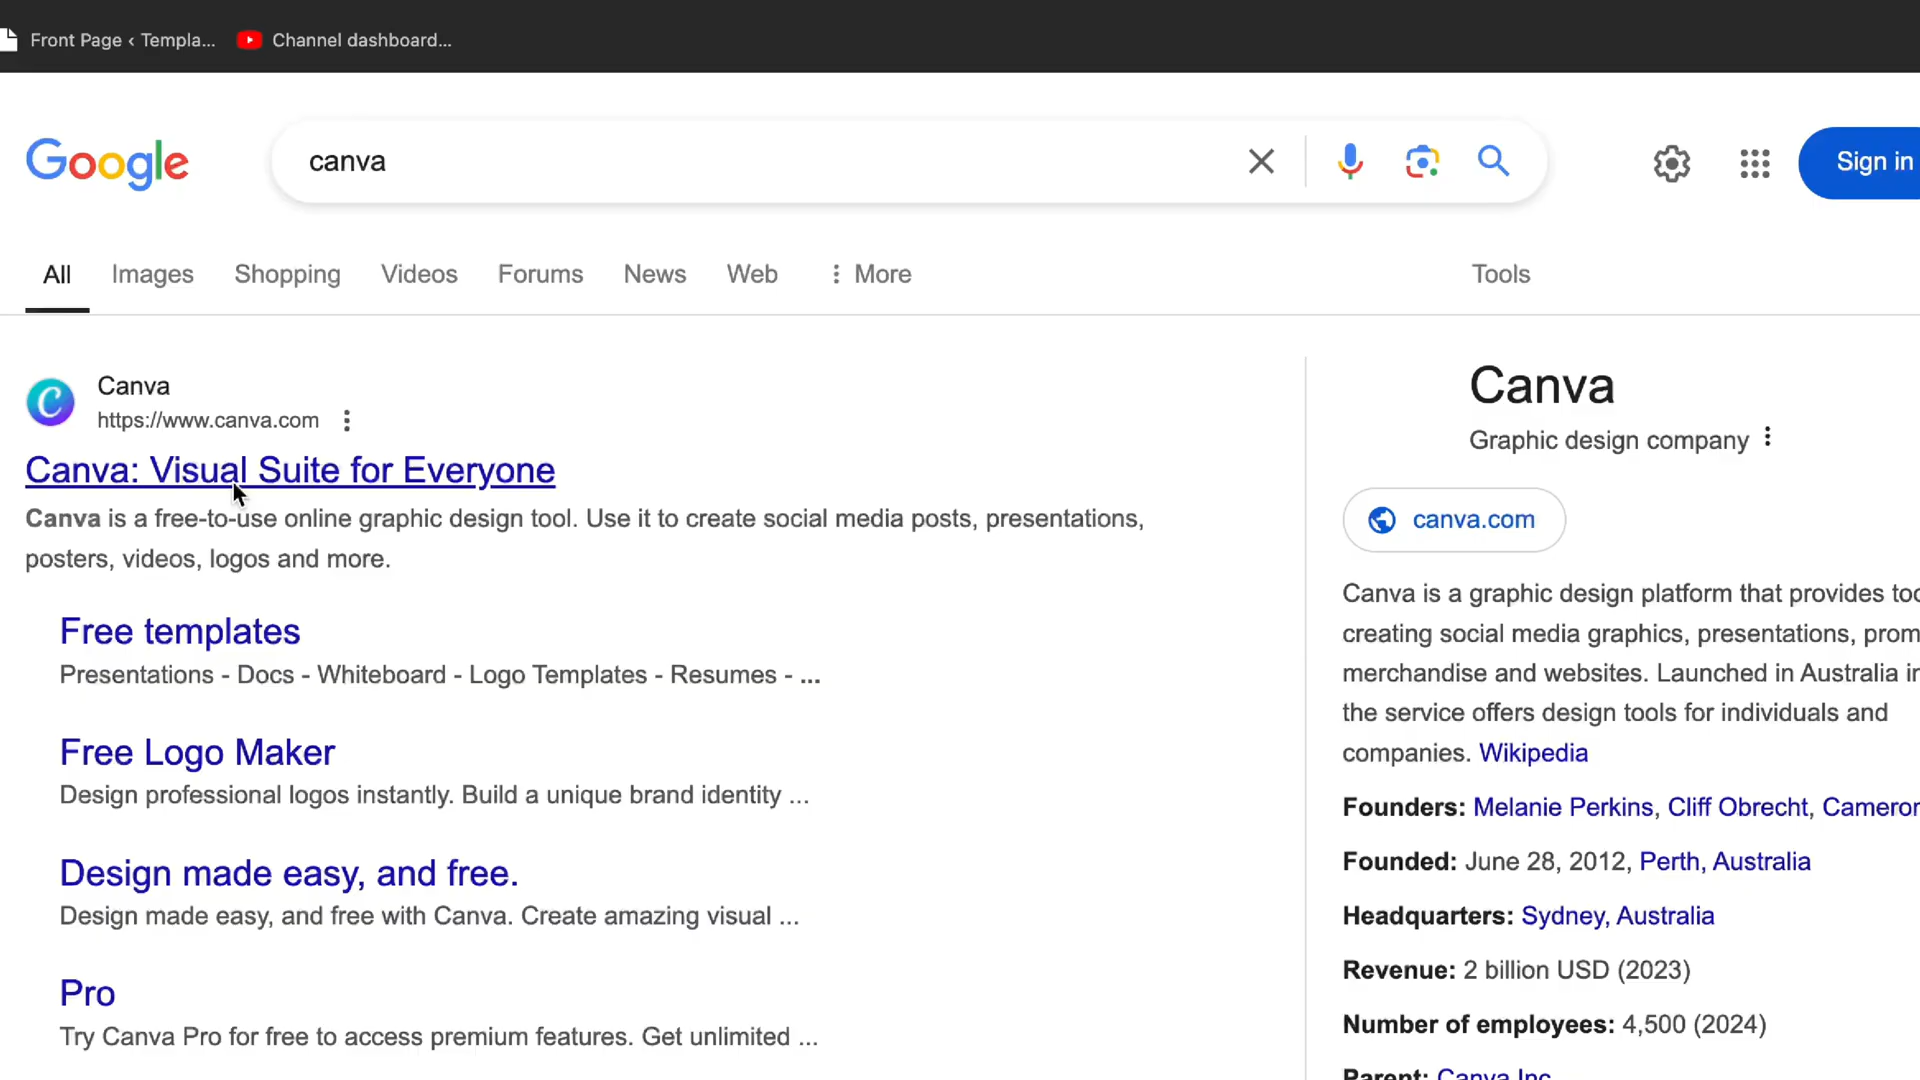 Front Page ‹ Templa... Channel dashboard...
Google canva Sign in
All Images Shopping Videos Forums News Web More Tools
Canva
https://www.canva.com
Canva: Visual Suite for Everyone
Canva is a free-to-use online graphic design tool. Use it to create social media posts, presentations,
posters, videos, logos and more.
Free templates
Presentations - Docs - Whiteboard - Logo Templates - Resumes - ...
Free Logo Maker
Design professional logos instantly. Build a unique brand identity ...
Design made easy, and free.
Design made easy, and free with Canva. Create amazing visual ...
Pro
Try Canva Pro for free to access premium features. Get unlimited ...
Canva
Graphic design company
canva.com
Canva is a graphic design platform that provides
creating social media graphics, presentations,
merchandise and websites. Launched in Australia
the service offers design tools for individuals and
companies. Wikipedia
Founders: Melanie Perkins, Cliff Obrecht,
Founded: June 28, 2012, Perth, Australia
Headquarters: Sydney, Australia
Revenue: 2 billion USD (2023)
Number of employees: 4,500 (2024)
Parent: Canva Inc